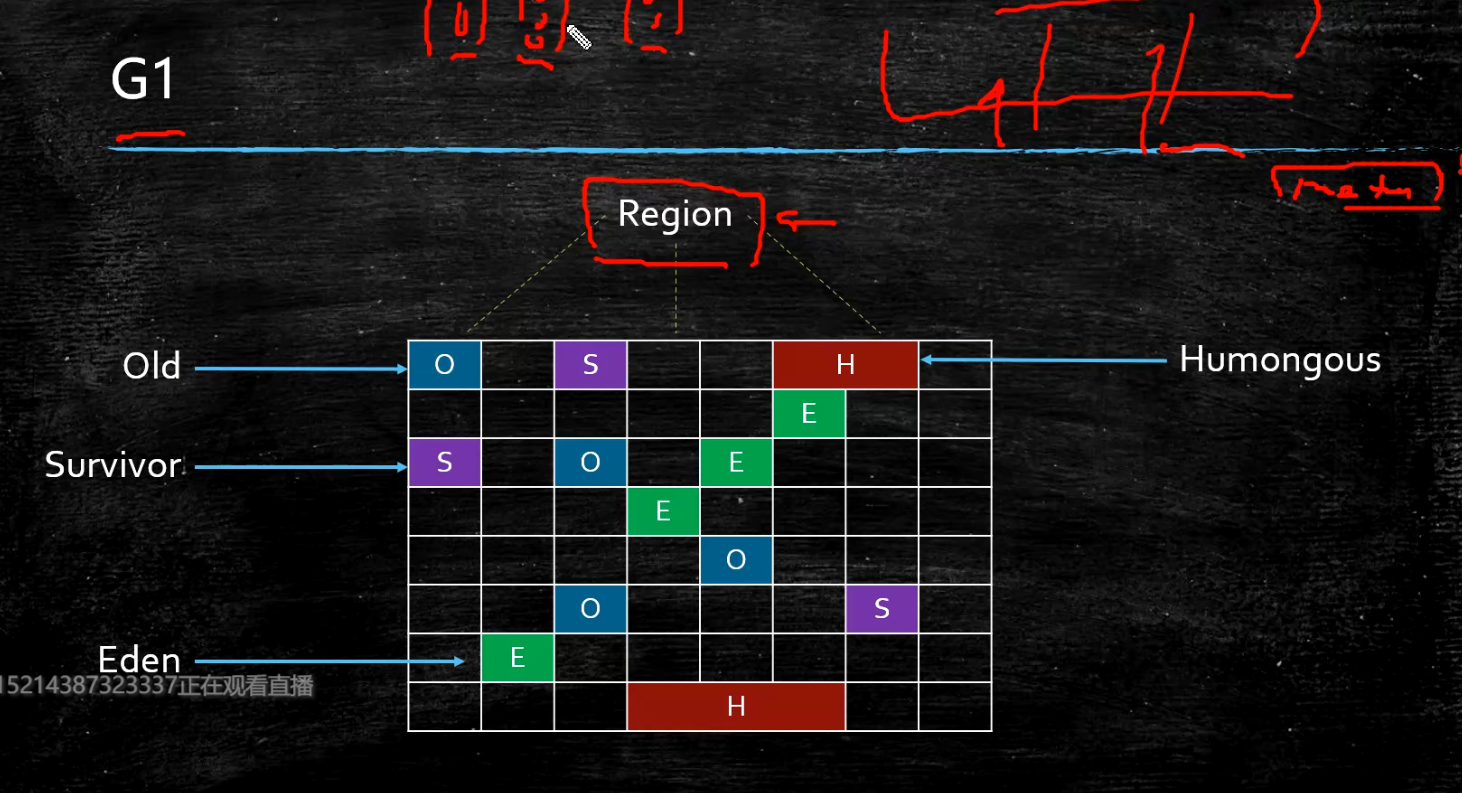 G1
Region
Old
O
S
H
Humongous
E
Survivor
S
O
E
E
O
O
S
Eden
E
15214387323337正在观看直播
H